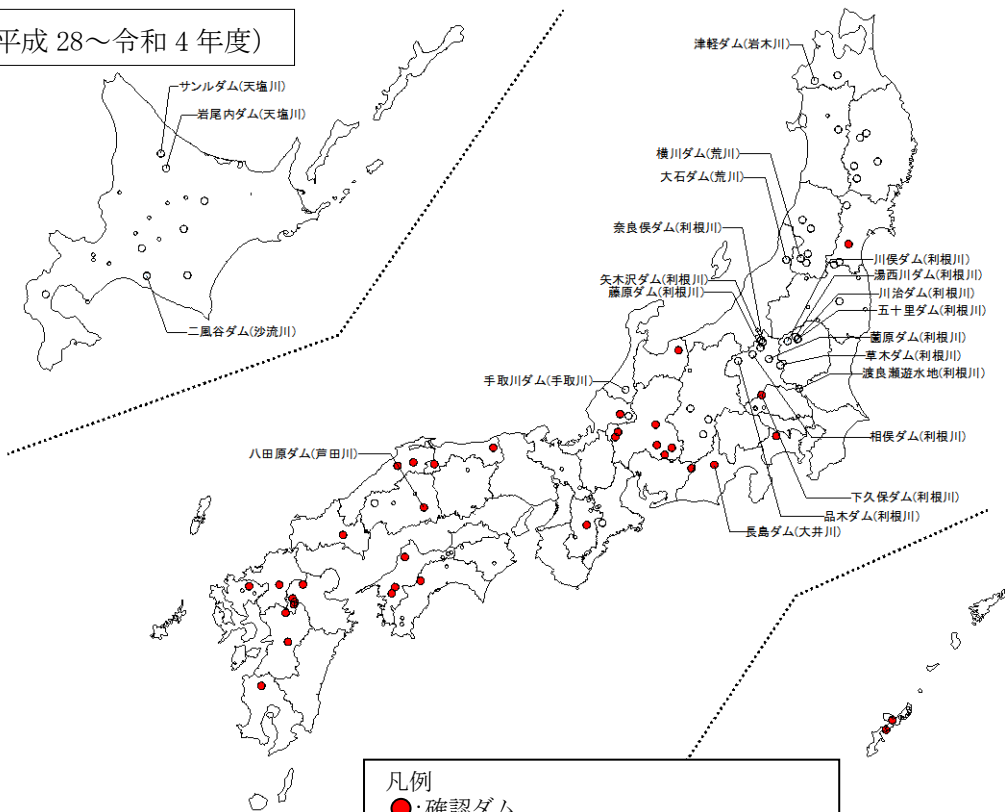 平成 28～令和 4 年度）
サンルダム(天塩川)
岩尾内ダム(天塩川)
二風谷ダム(沙流川)
津軽ダム(岩木川)
横川ダム(荒川)
大石ダム(荒川)
奈良俣ダム(利根川)
矢木沢ダム(利根川)
藤原ダム(利根川)
川俣ダム(利根川)
湯西川ダム(利根川)
川治ダム(利根川)
五十里ダム(利根川)
薗原ダム(利根川)
草木ダム(利根川)
渡良瀬遊水地(利根川)
手取川ダム(手取川)
相俣ダム(利根川)
八田原ダム(芦田川)
下久保ダム(利根川)
品木ダム(利根川)
長島ダム(大井川)
凡例
:確認ダム